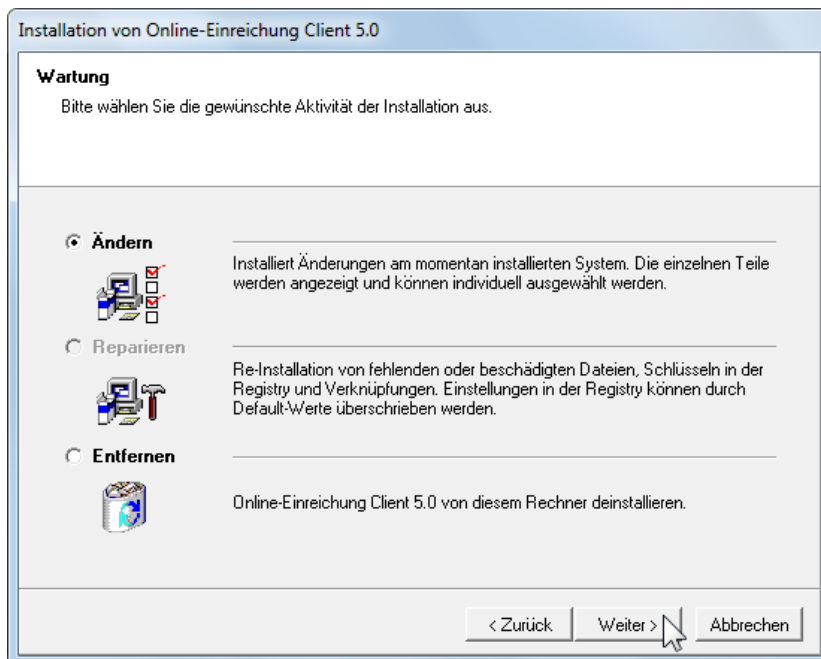 Installation von Online-Einreichung Client 5.0
Wartung
Bitte wählen Sie die gewünschte Aktivität der Installation aus.
Ändern
Installiert Änderungen am momentan installierten System. Die einzelnen Teile
werden angezeigt und können individuell ausgewählt werden.
Reparieren
Re-Installation von fehlenden oder beschädigten Dateien, Schlüsseln in der
Registry und Verknüpfungen. Einstellungen in der Registry können durch
Default-Werte überschrieben werden.
Entfernen
Online-Einreichung Client 5.0 von diesem Rechner deinstallieren.
< Zurück
Weiter >
Abbrechen